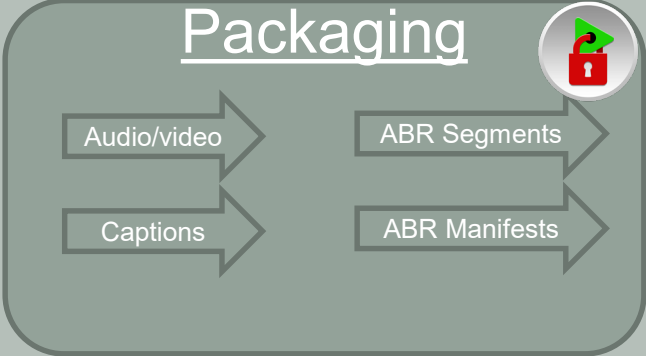 Packaging
Audio/video
ABR Segments
Captions
ABR Manifests